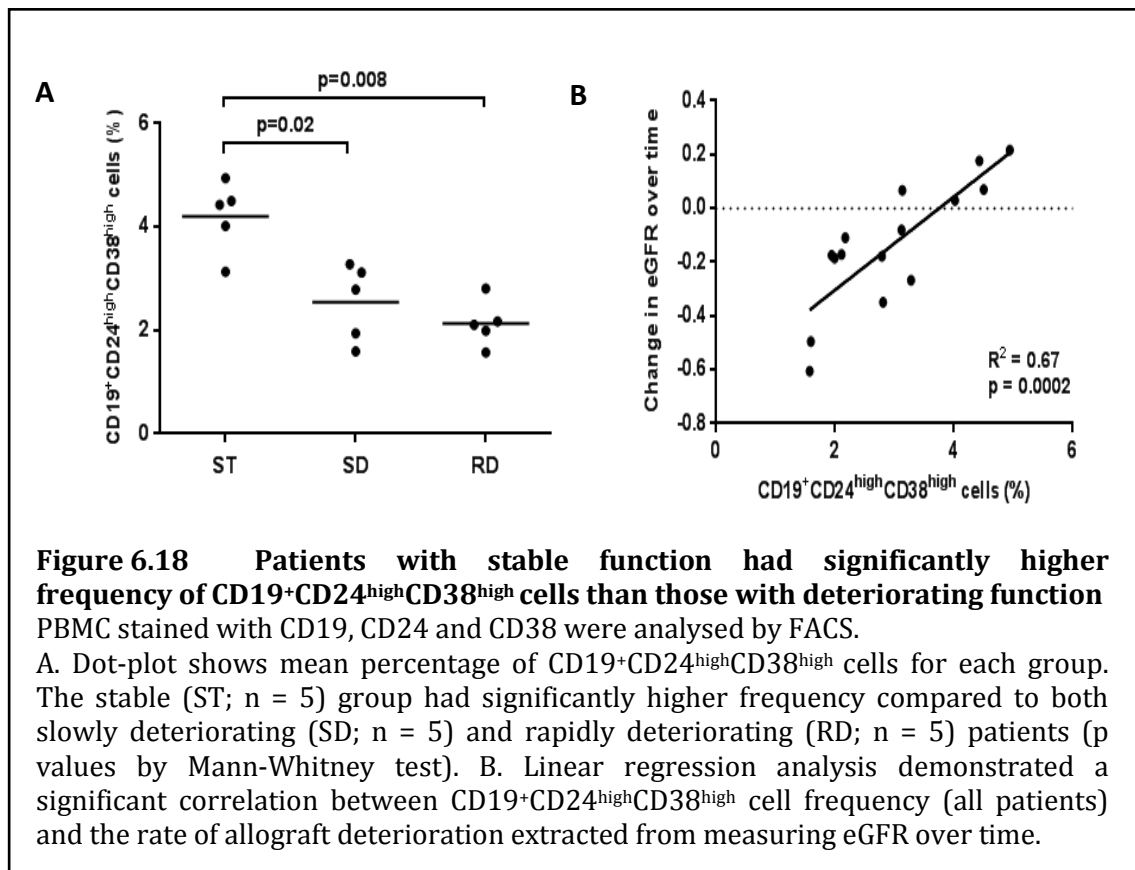 A
p=0.008
p=0.02
CD19⁺CD24ʰⁱᵍʰCD38ʰⁱᵍʰ cells (%)
6
4
2
0
ST SD RD
B
Change in eGFR over time
0.4
0.2
0.0
-0.2
-0.4
-0.6
-0.8
R² = 0.67
p = 0.0002
0 2 4 6
CD19⁺CD24ʰⁱᵍʰCD38ʰⁱᵍʰ cells (%)
Figure 6.18 Patients with stable function had significantly higher
frequency of CD19⁺CD24ʰⁱᵍʰCD38ʰⁱᵍʰ cells than those with deteriorating function
PBMC stained with CD19, CD24 and CD38 were analysed by FACS.
A. Dot-plot shows mean percentage of CD19⁺CD24ʰⁱᵍʰCD38ʰⁱᵍʰ cells for each group.
The stable (ST; n = 5) group had significantly higher frequency compared to both
slowly deteriorating (SD; n = 5) and rapidly deteriorating (RD; n = 5) patients (p
values by Mann-Whitney test). B. Linear regression analysis demonstrated a
significant correlation between CD19⁺CD24ʰⁱᵍʰCD38ʰⁱᵍʰ cell frequency (all patients)
and the rate of allograft deterioration extracted from measuring eGFR over time.